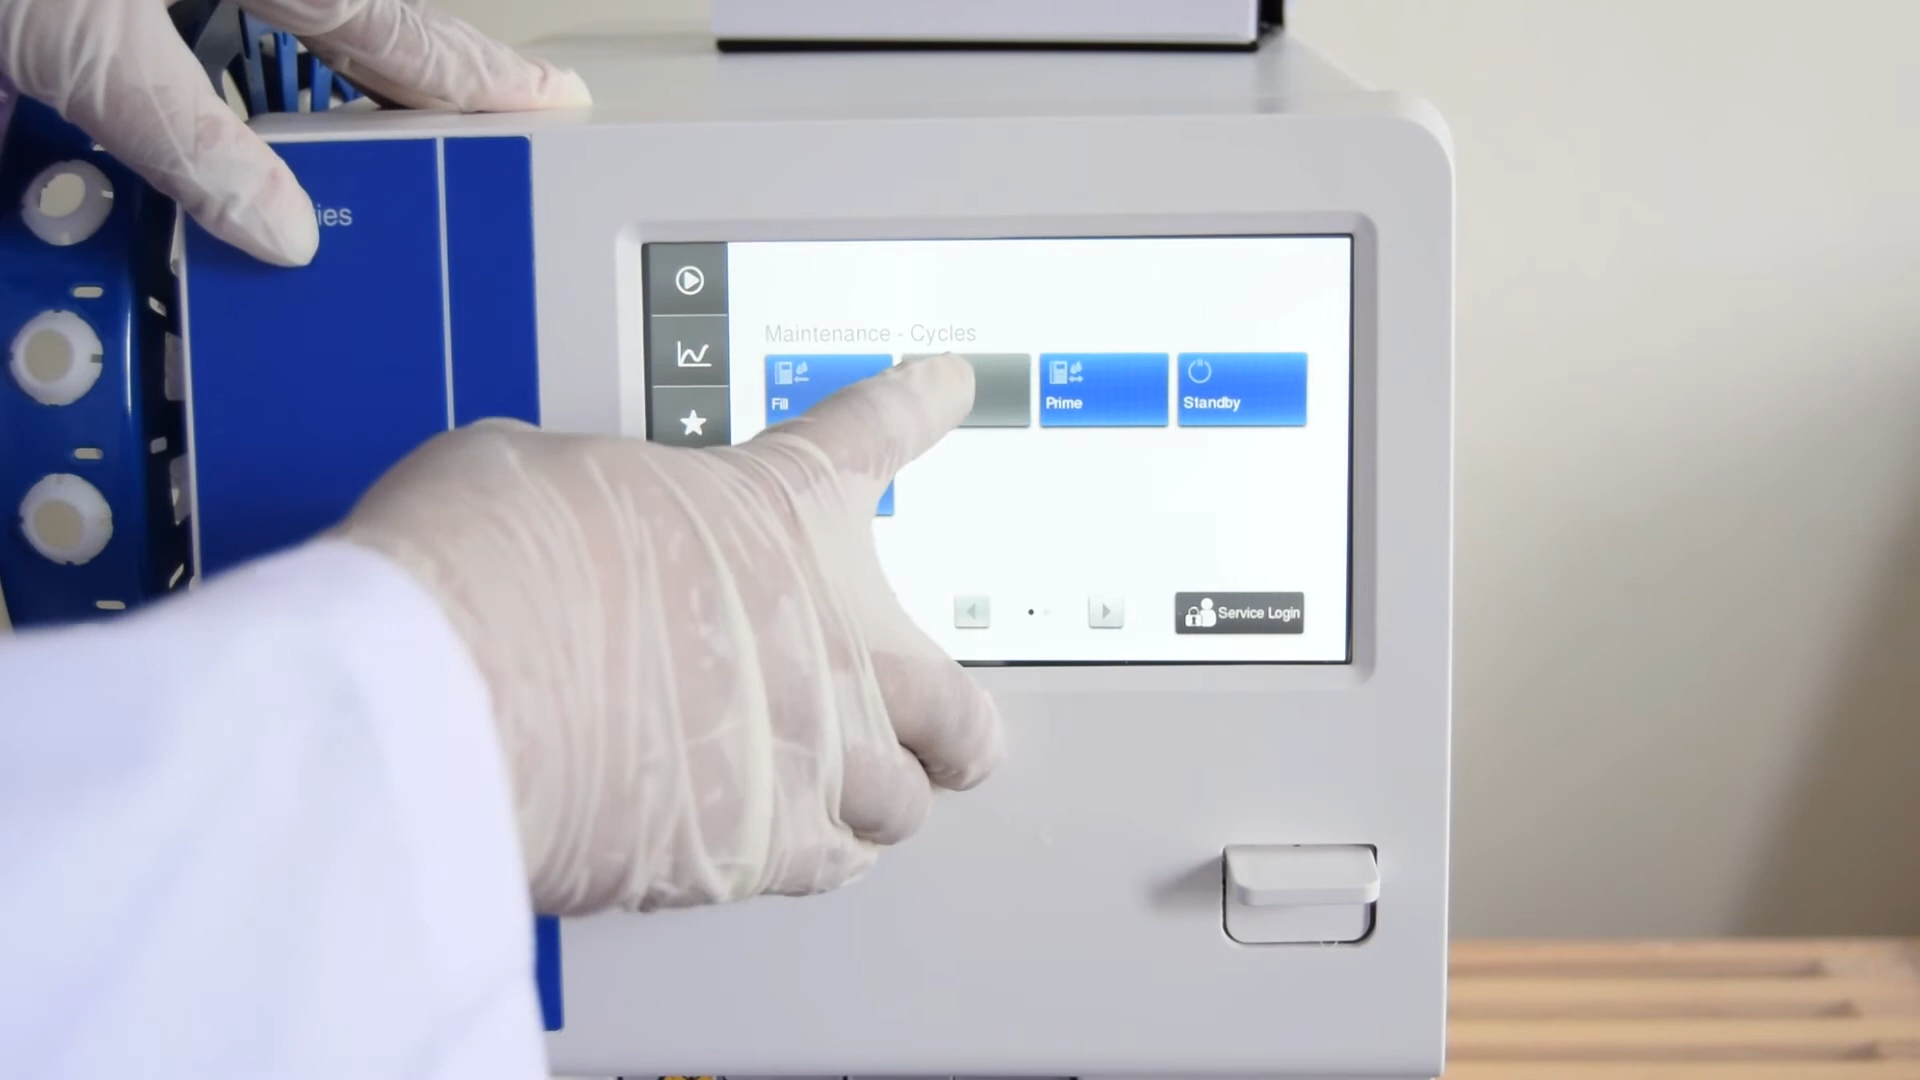 ies
Maintenance - Cycles
Fill
Prime
Standby
Service Login